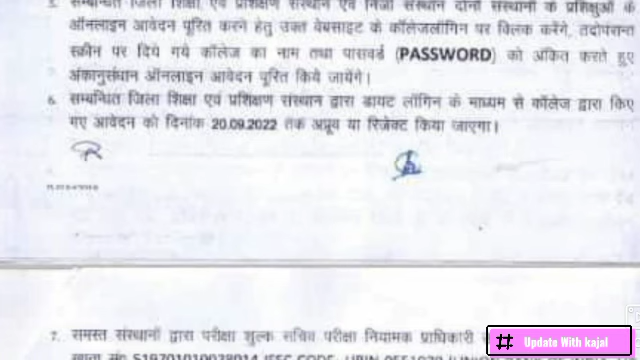 5. सम्बन्धित जिला शिक्षा एवं प्रशिक्षण संस्थान एवं निजी संस्थान दोनों संस्थानों के प्रशिक्षुओं के
ऑनलाइन आवेदन पूरित करने हेतु उक्त वेबसाइट के कॉलेजलॉगिन पर क्लिक करेंगे, तदोपरान्त
स्क्रीन पर दिये गये कॉलेज का नाम तथा पासवर्ड (PASSWORD) को अंकित करते हुए
अंकानुसंधान ऑनलाइन आवेदन पूरित किये जायेंगे।
6. सम्बन्धित जिला शिक्षा एवं प्रशिक्षण संस्थान द्वारा डायट लॉगिन के माध्यम से कॉलेज द्वारा किए
गए आवेदन को दिनांक 20.09.2022 तक अप्रूव या रिजेक्ट किया जाएगा।
7. समस्त संस्थानों द्वारा परीक्षा शुल्क सचिव परीक्षा नियामक प्राधिकारी
# Update With kajal